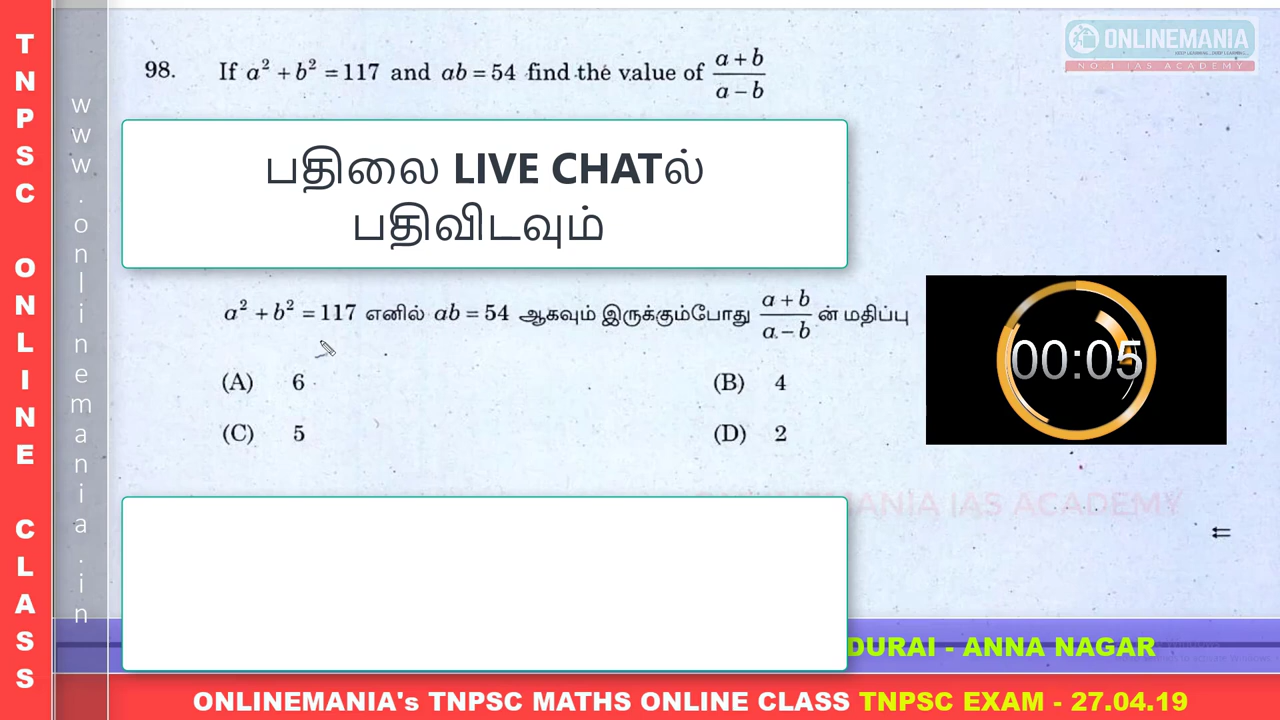 TNPSC ONLINE CLASS
www.onlinemania.in
ONLINEMANIA
NO.1 IAS ACADEMY
98. If a² + b² = 117 and ab = 54 find the value of (a + b)/(a − b)
பதிலை LIVE CHATல்
பதிவிடவும்
a² + b² = 117 எனில் ab = 54 ஆகவும் இருக்கும்போது (a + b)/(a − b) ன் மதிப்பு
00:05
(A) 6 (B) 4
(C) 5 (D) 2
IAS ACADEMY
⇐
DURAI - ANNA NAGAR
ONLINEMANIA's TNPSC MATHS ONLINE CLASS TNPSC EXAM - 27.04.19